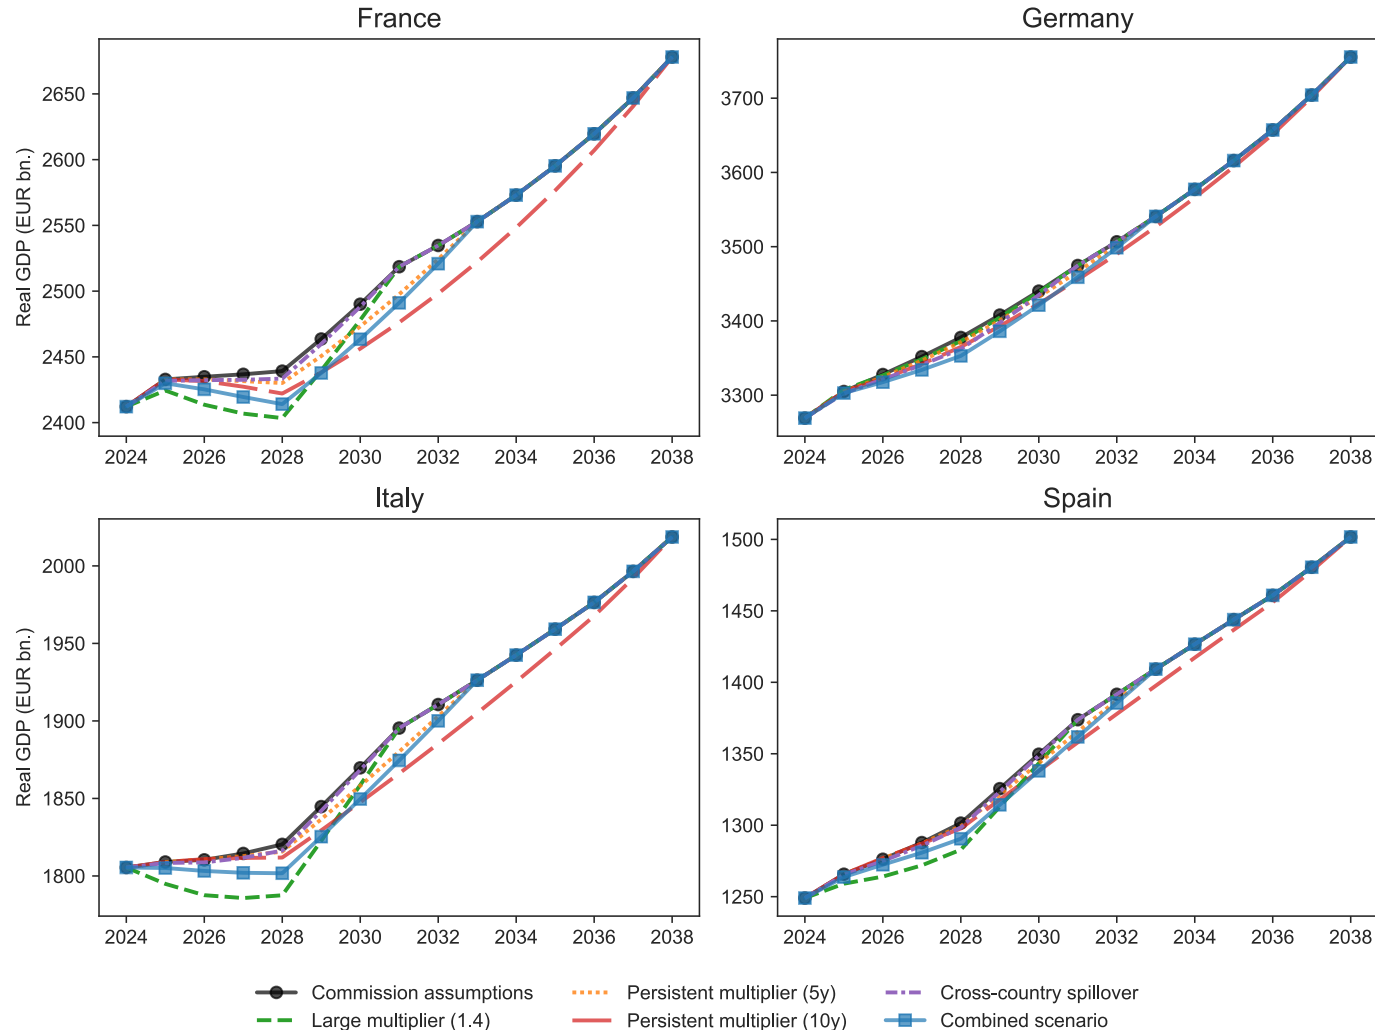 France
Germany
Real GDP (EUR bn.)
2650
2600
2550
2500
2450
2400
2024 2026 2028 2030 2032 2034 2036 2038
3700
3600
3500
3400
3300
2024 2026 2028 2030 2032 2034 2036 2038
Italy
Spain
Real GDP (EUR bn.)
2000
1950
1900
1850
1800
2024 2026 2028 2030 2032 2034 2036 2038
1500
1450
1400
1350
1300
1250
2024 2026 2028 2030 2032 2034 2036 2038
Commission assumptions
Persistent multiplier (5y)
Cross-country spillover
Large multiplier (1.4)
Persistent multiplier (10y)
Combined scenario